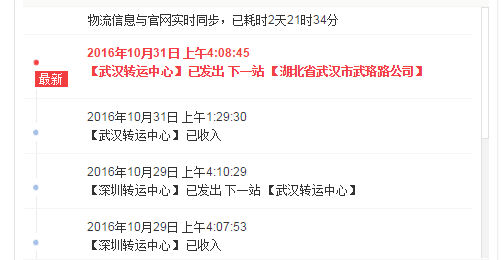 物流信息与官网实时同步，已耗时2天21时34分
2016年10月31日 上午4:08:45
最新
【武汉转运中心】 已发出 下一站 【湖北省武汉市武珞路公司】
2016年10月31日 上午1:29:30
【武汉转运中心】 已收入
2016年10月29日 上午4:10:29
【深圳转运中心】 已发出 下一站 【武汉转运中心】
2016年10月29日 上午4:07:53
【深圳转运中心】 已收入